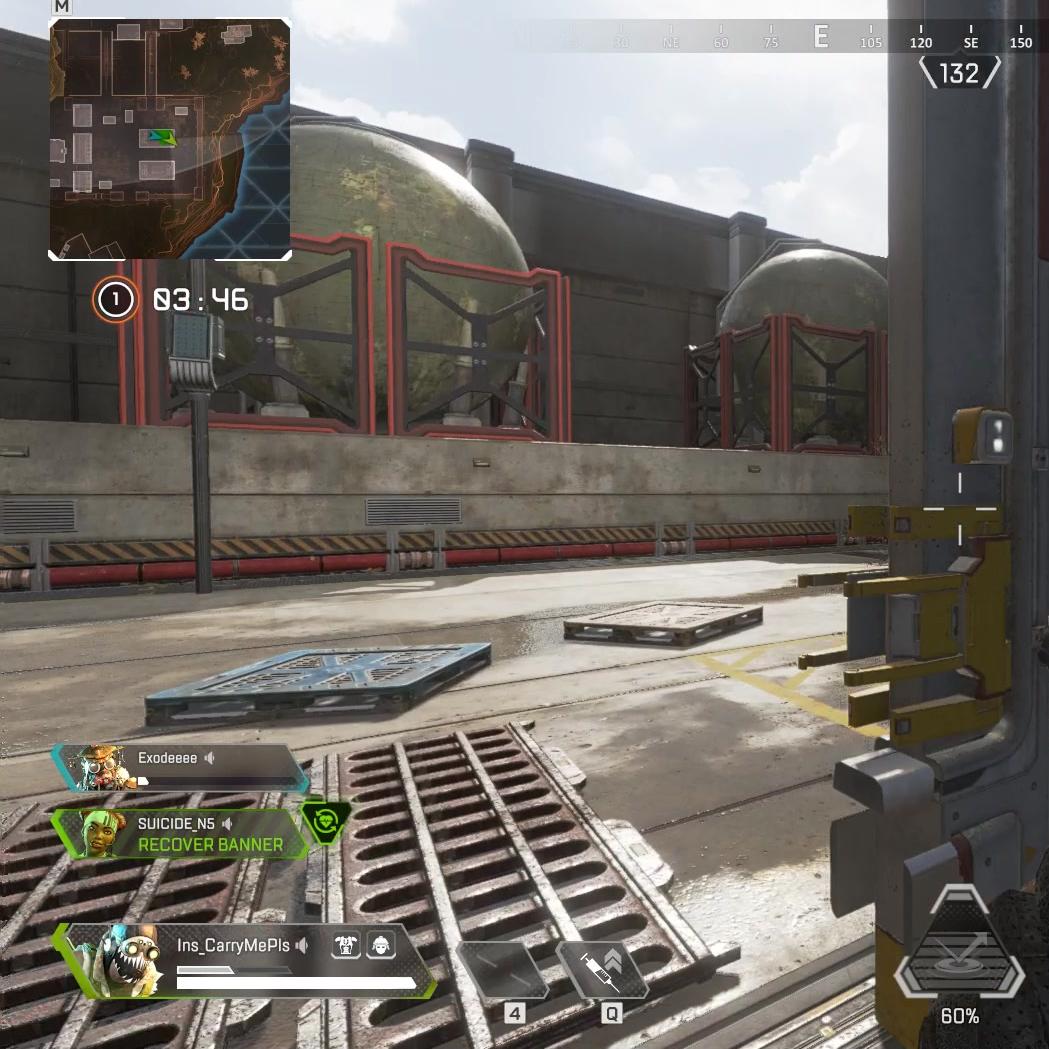 M
30 NE 60 75 E 105 120 SE 150
132
1 03:46
Exodeeee
SUICIDE_N5
RECOVER BANNER
Ins_CarryMePls
4 Q
60%